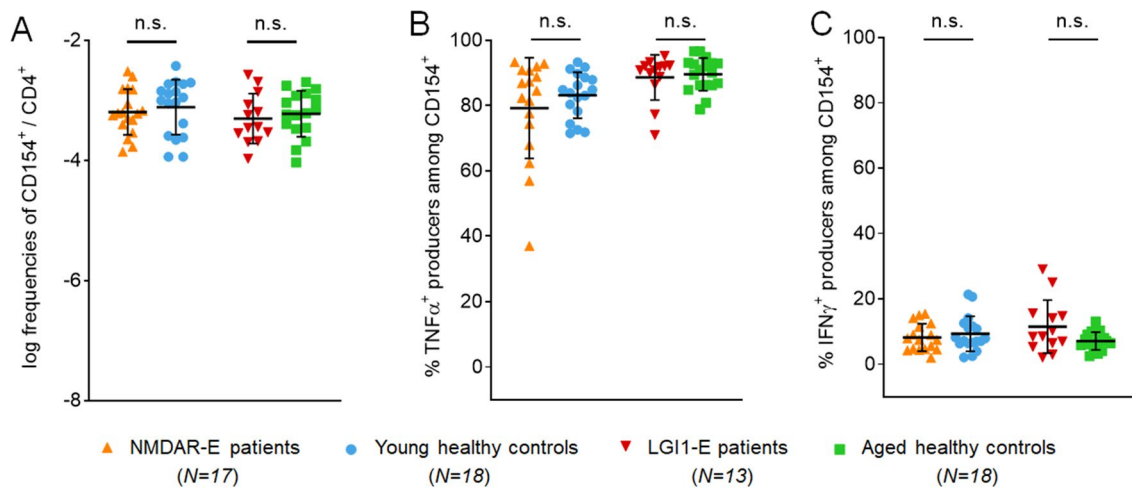 A
n.s.
n.s.
-2
-4
-6
-8
log frequencies of CD154⁺ / CD4⁺
B
n.s.
n.s.
100
80
60
40
20
0
% TNFα⁺ producers among CD154⁺
C
n.s.
n.s.
100
80
60
40
20
0
% IFNγ⁺ producers among CD154⁺
NMDAR-E patients
(N=17)
Young healthy controls
(N=18)
LGI1-E patients
(N=13)
Aged healthy controls
(N=18)